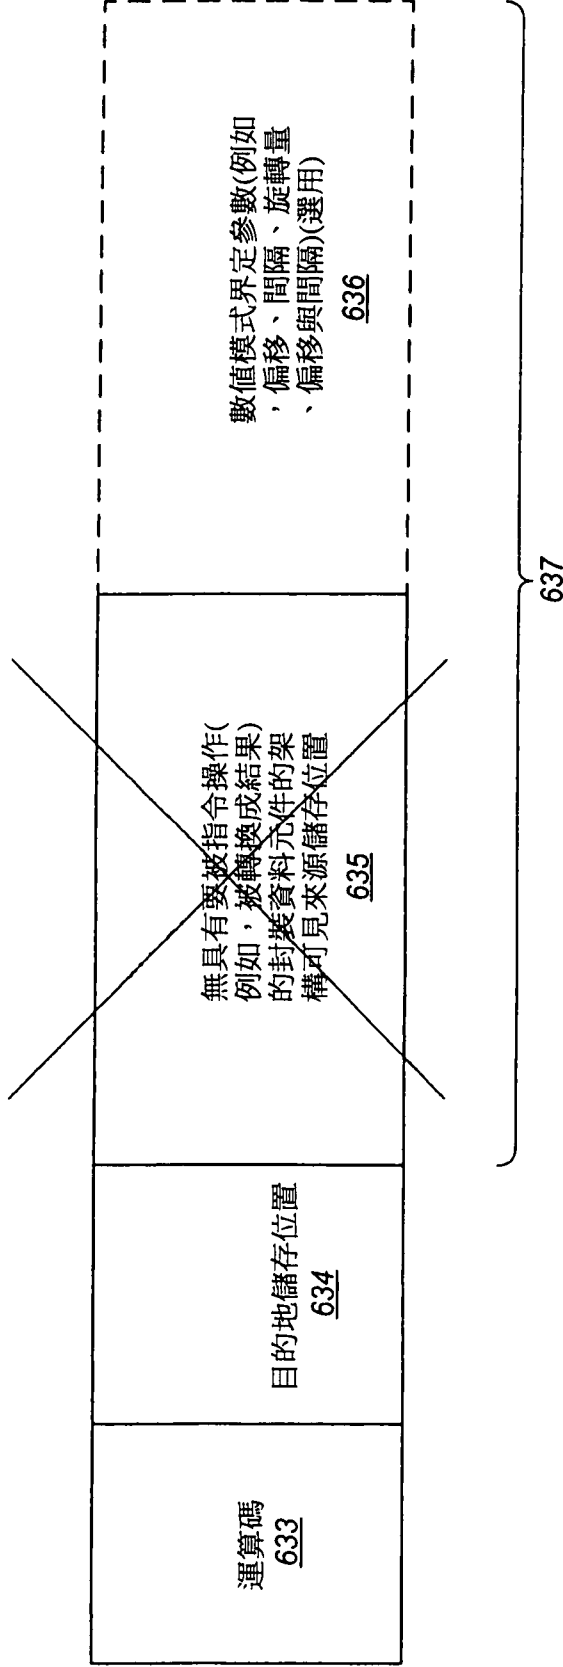 運算碼
633
目的地儲存位置
634
無具有要被指令操作(
例如，被轉換成結果)
的封裝資料元件的架
構可見來源儲存位置
635
數值模式界定參數(例如
，偏移、間隔、旋轉量
、偏移與間隔)(選用)
636
637